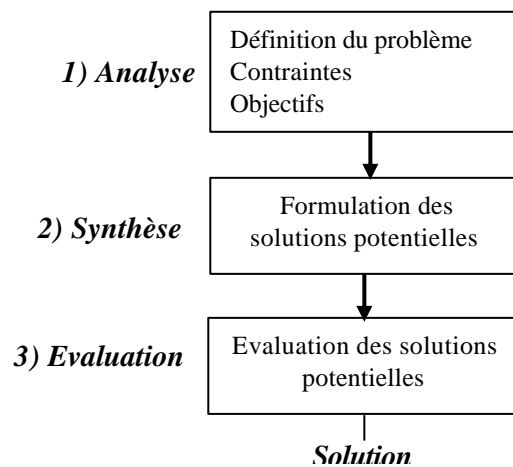 1) Analyse
Définition du problème
Contraintes
Objectifs
2) Synthèse
Formulation des
solutions potentielles
3) Evaluation
Evaluation des solutions
potentielles
Solution